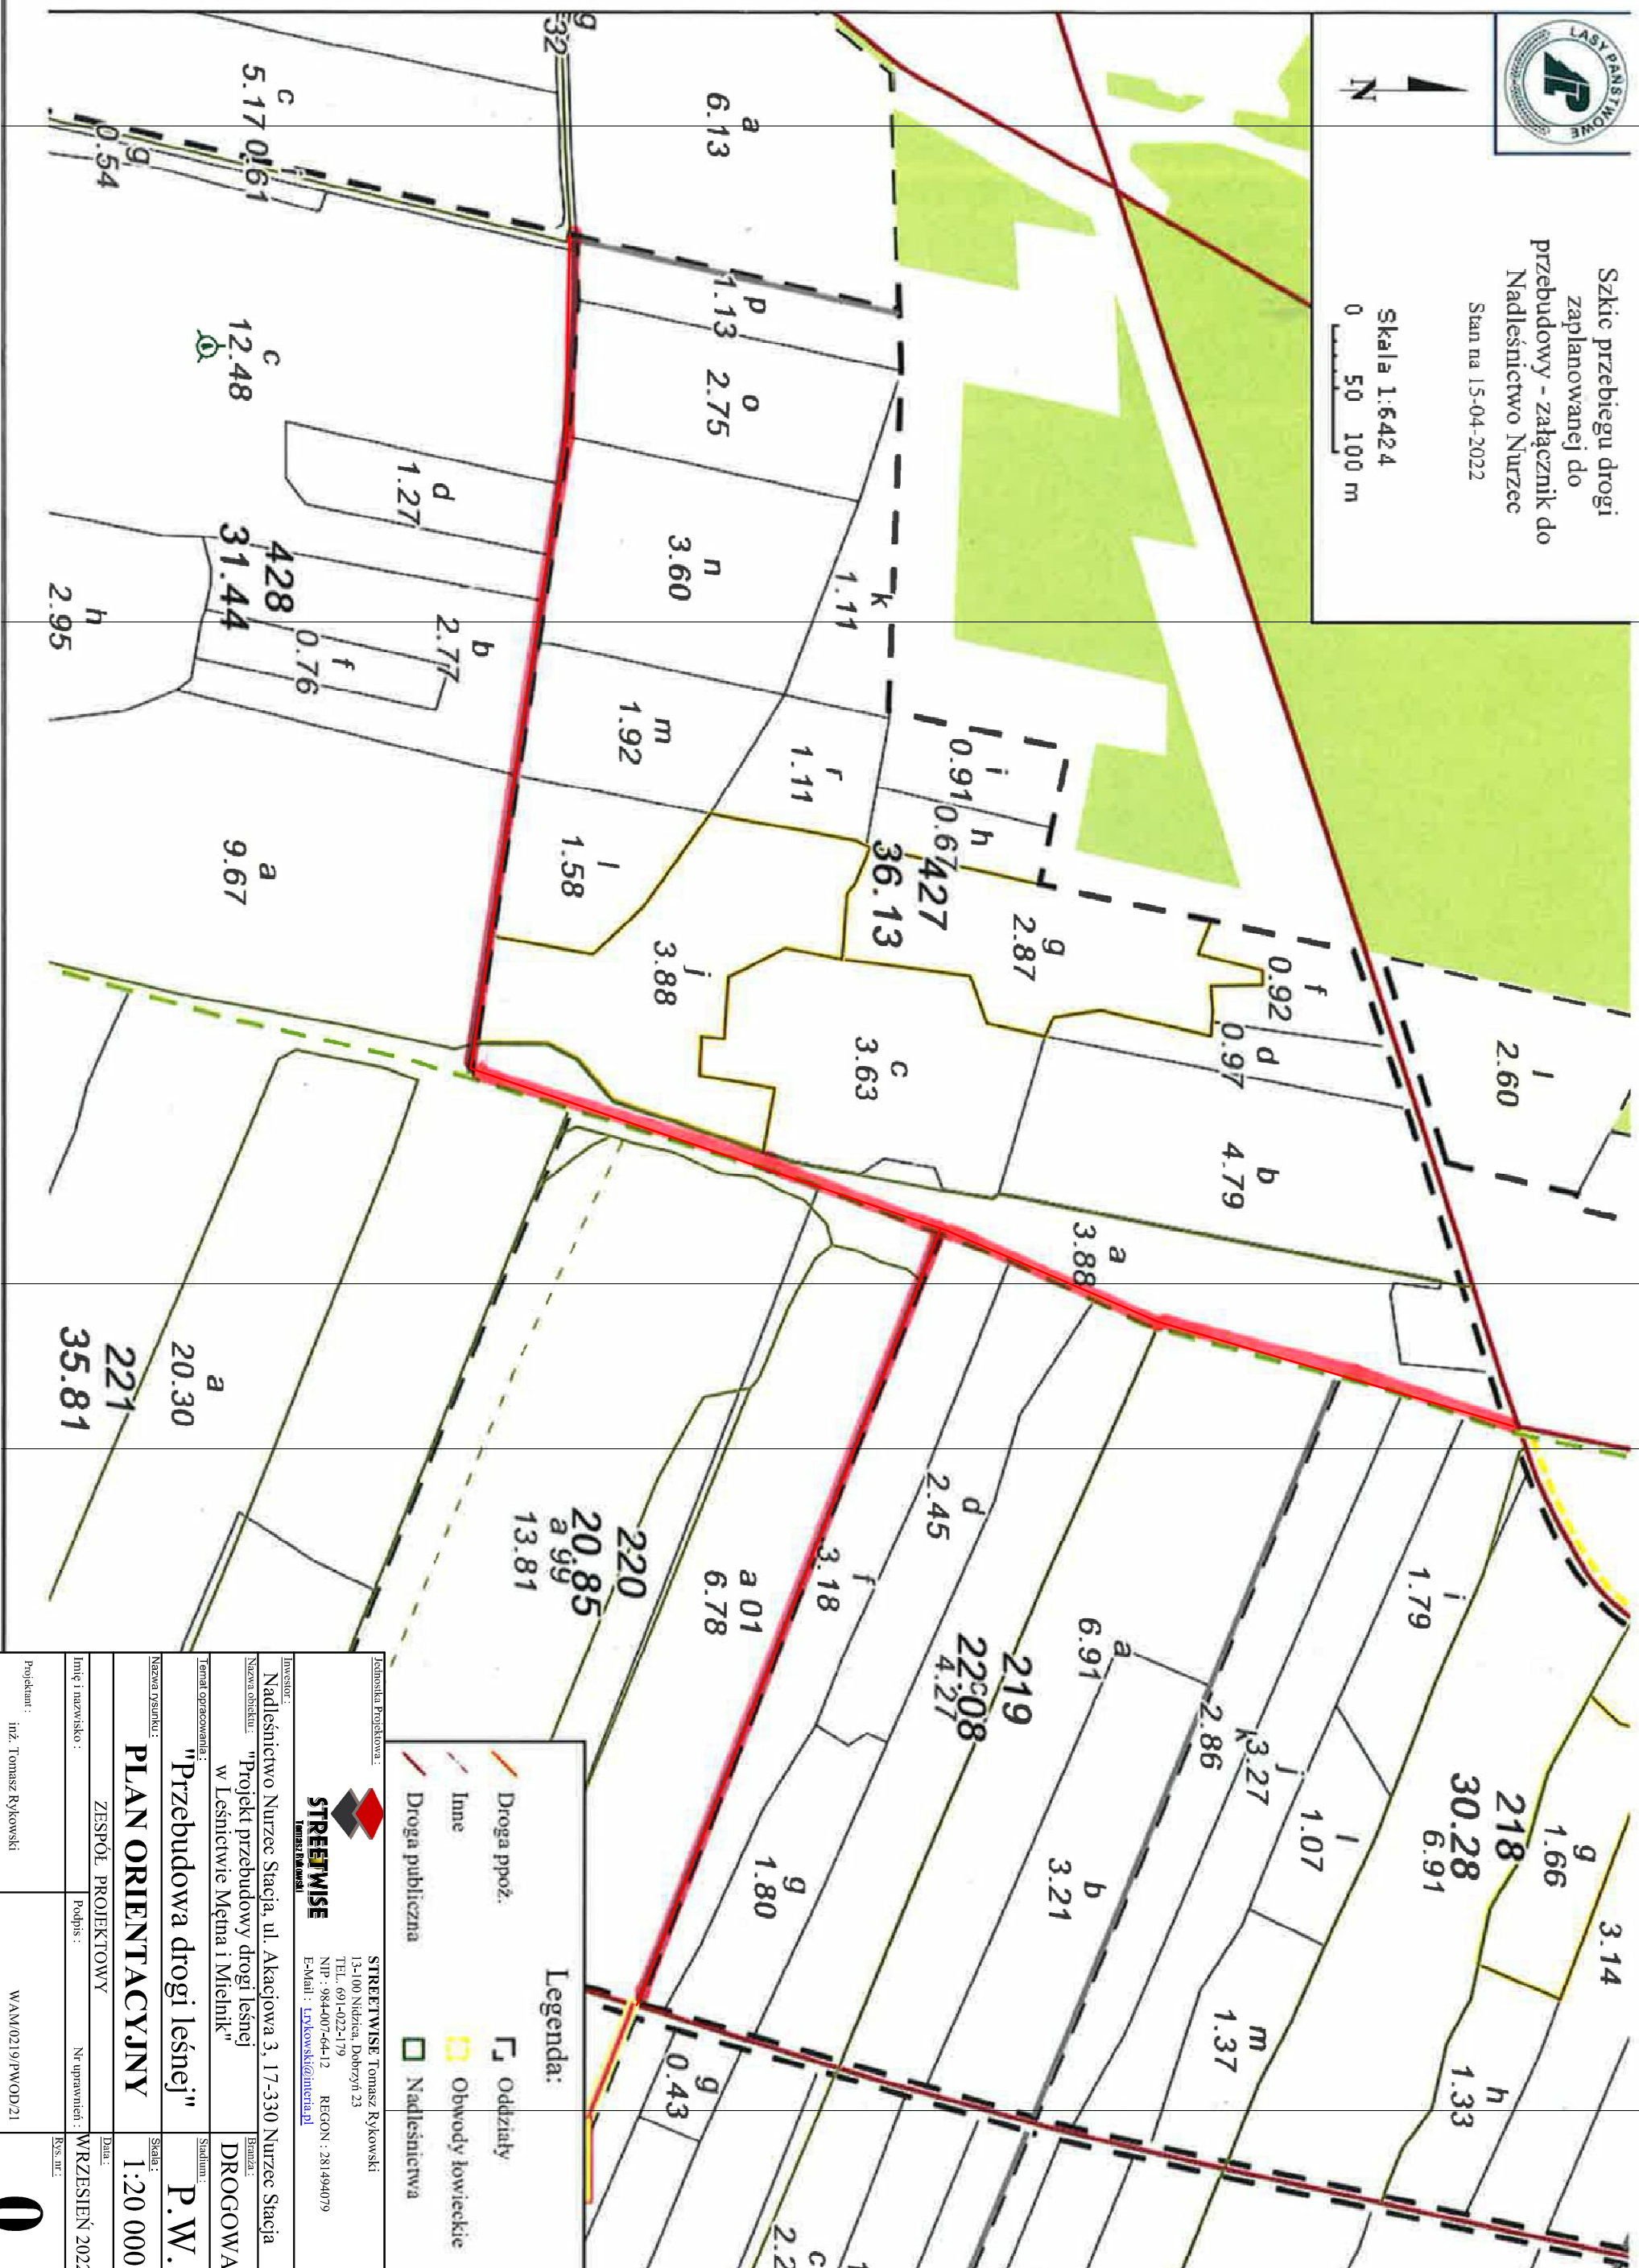 LASY PAŃSTWOWE
Szkic przebiegu drogi
zaplanowanej do
przebudowy - załącznik do
Nadleśnictwo Nurzec
Stan na 15-04-2022
N
Skala 1:6424
0 50 100 m
l
2.60
f
0.92
d
0.97
b
4.79
i
0.91
h
0.67
427
36.13
g
2.87
c
3.63
a
3.88
a
6.13
p
1.13
o
2.75
n
3.60
k
1.11
m
1.92
r
1.11
l
1.58
j
3.88
g
32
c
5.17
i
0.61
g
0.54
c
12.48
d
1.27
428
31.44
b
2.77
f
0.76
h
2.95
a
9.67
3.14
g
1.66
218
30.28
6.91
h
1.33
i
1.79
j
3.27
k
2.86
l
1.07
m
1.37
a
6.91
b
3.21
219
22.08
4.27
d
2.45
f
3.18
g
1.80
g
0.43
c
a 01
6.78
220
20.85
a 99
13.81
a
20.30
221
35.81
Legenda:
Droga ppoż.
Inne
Droga publiczna
Oddziały
Obwody łowieckie
Nadleśnictwa
Jednostka Projektowa :
STREETWISE
Tomasz Rykowski
STREETWISE Tomasz Rykowski
13-100 Nidzica, Dobrzyń 23
TEL. 691-022-179
NIP : 984-007-64-12 REGON : 281494079
E-Mail : t.rykowski@interia.pl
Inwestor :
Nadleśnictwo Nurzec Stacja, ul. Akacjowa 3, 17-330 Nurzec Stacja
Nazwa obiektu :
"Projekt przebudowy drogi leśnej
w Leśnictwie Mętna i Mielnik"
Branża :
DROGOWA
Temat opracowania :
"Przebudowa drogi leśnej"
Stadium :
P.W.
Nazwa rysunku :
PLAN ORIENTACYJNY
Skala :
1:20 000
ZESPÓŁ PROJEKTOWY
Data :
WRZESIEŃ 2022
Imię i nazwisko :
Podpis :
Nr uprawnień :
Rys. nr :
0
Projektant :
inż. Tomasz Rykowski
WAM/0219/PWOD/21